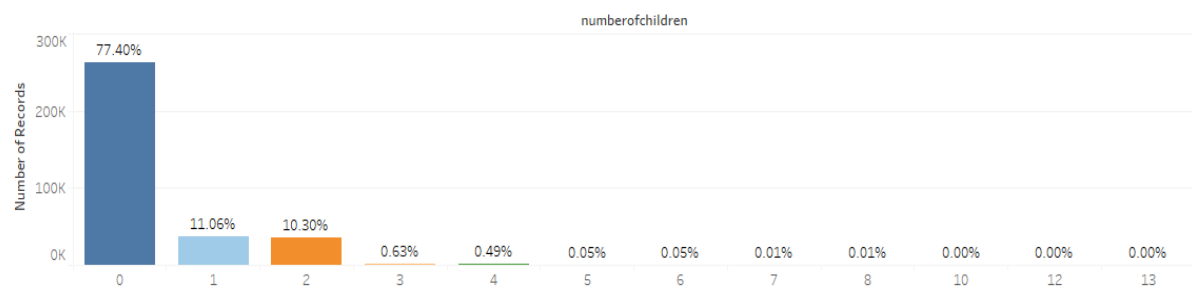 numberofchildren
Number of Records
300K
200K
100K
0K
77.40%
11.06%
10.30%
0.63%
0.49%
0.05%
0.05%
0.01%
0.01%
0.00%
0.00%
0.00%
0 1 2 3 4 5 6 7 8 10 12 13